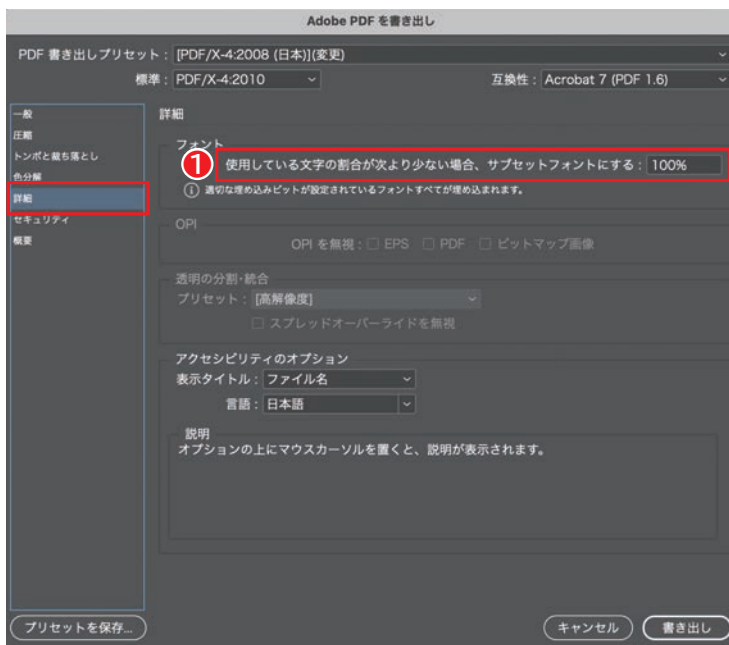 Adobe PDF を書き出し
PDF 書き出しプリセット : [PDF/X-4:2008 (日本)](変更)
標準 : PDF/X-4:2010 互換性 : Acrobat 7 (PDF 1.6)
一般
圧縮
トンボと裁ち落とし
色分解
詳細
セキュリティ
概要
詳細
フォント
1 使用している文字の割合が次より少ない場合、サブセットフォントにする : 100%
適切な埋め込みビットが設定されているフォントすべてが埋め込まれます。
OPI
OPI を無視 : EPS PDF ビットマップ画像
透明の分割・統合
プリセット : [高解像度]
スプレッドオーバーライドを無視
アクセシビリティのオプション
表示タイトル : ファイル名
言語 : 日本語
説明
オプションの上にマウスカーソルを置くと、説明が表示されます。
プリセットを保存... キャンセル 書き出し